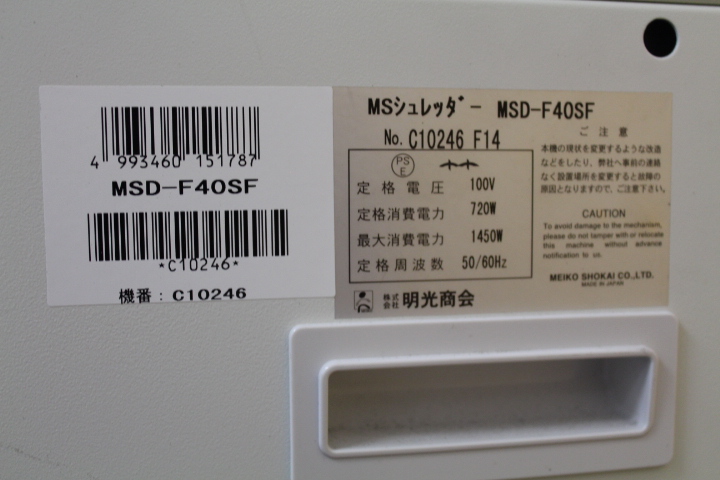 4 993460 151787
MSD-F40SF
*C10246*
機番：C10246
MSシュレッダー MSD-F40SF
No. C10246 F14
PS
E
定格電圧 100V
定格消費電力 720W
最大消費電力 1450W
定格周波数 50/60Hz
株式会社 明光商会
ご注意
本機の現状を変更するような改造
などをしたり、弊社へ事前の連絡
なく設置場所を変更すると故障の
原因となりますので、ご注意下さい。
CAUTION
To avoid damage to the mechanism,
please do not tamper with or relocate
this machine without advance
notification to us.
MEIKO SHOKAI CO.,LTD.
MADE IN JAPAN